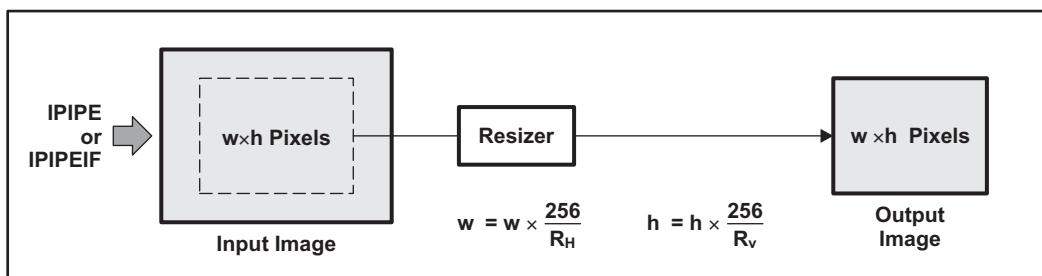 IPIPE
or
IPIPEIF
w×h Pixels
Input Image
Resizer
w = w × 256/R_H
h = h × 256/R_v
w ×h Pixels
Output
Image